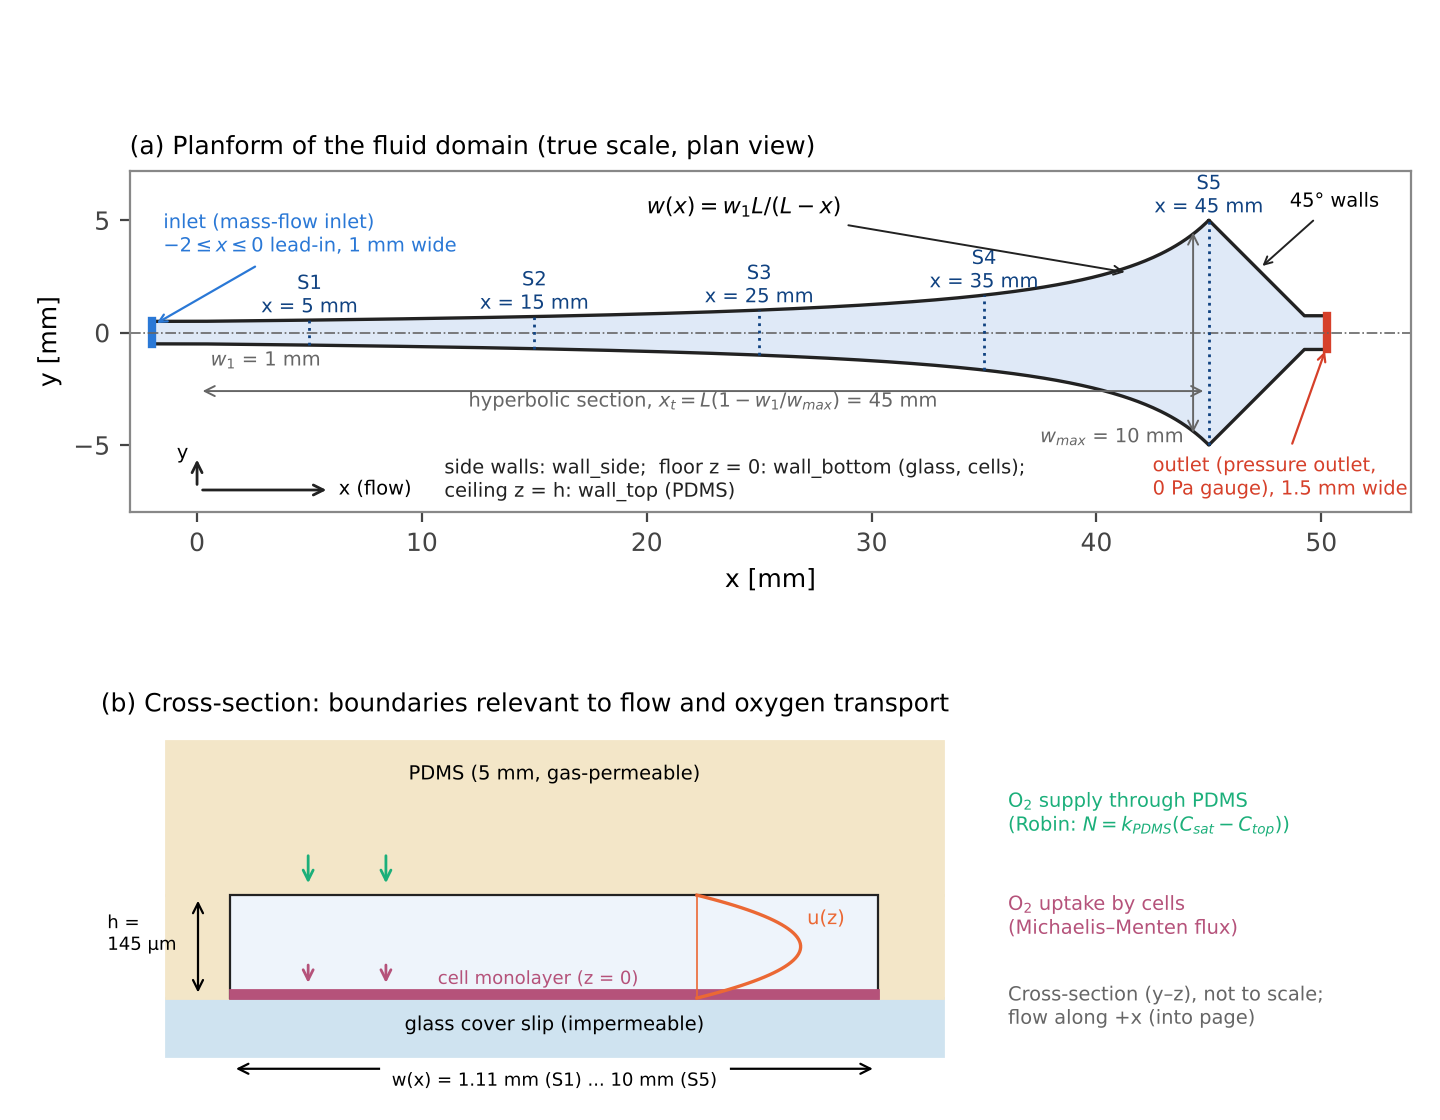 (a) Planform of the fluid domain (true scale, plan view)
S5
x = 45 mm
45° walls
w(x) = w₁L/(L − x)
inlet (mass-flow inlet)
−2 ≤ x ≤ 0 lead-in, 1 mm wide
S1
x = 5 mm
S2
x = 15 mm
S3
x = 25 mm
S4
x = 35 mm
w₁ = 1 mm
hyperbolic section, xₜ = L(1 − w₁/wₘₐₓ) = 45 mm
wₘₐₓ = 10 mm
y
x (flow)
side walls: wall_side;  floor z = 0: wall_bottom (glass, cells);
ceiling z = h: wall_top (PDMS)
outlet (pressure outlet,
0 Pa gauge), 1.5 mm wide
5
0
−5
y [mm]
0 10 20 30 40 50
x [mm]
(b) Cross-section: boundaries relevant to flow and oxygen transport
PDMS (5 mm, gas-permeable)
O₂ supply through PDMS
(Robin: N = k_PDMS(C_sat − C_top))
h =
145 µm
u(z)
O₂ uptake by cells
(Michaelis–Menten flux)
cell monolayer (z = 0)
glass cover slip (impermeable)
Cross-section (y–z), not to scale;
flow along +x (into page)
w(x) = 1.11 mm (S1) ... 10 mm (S5)